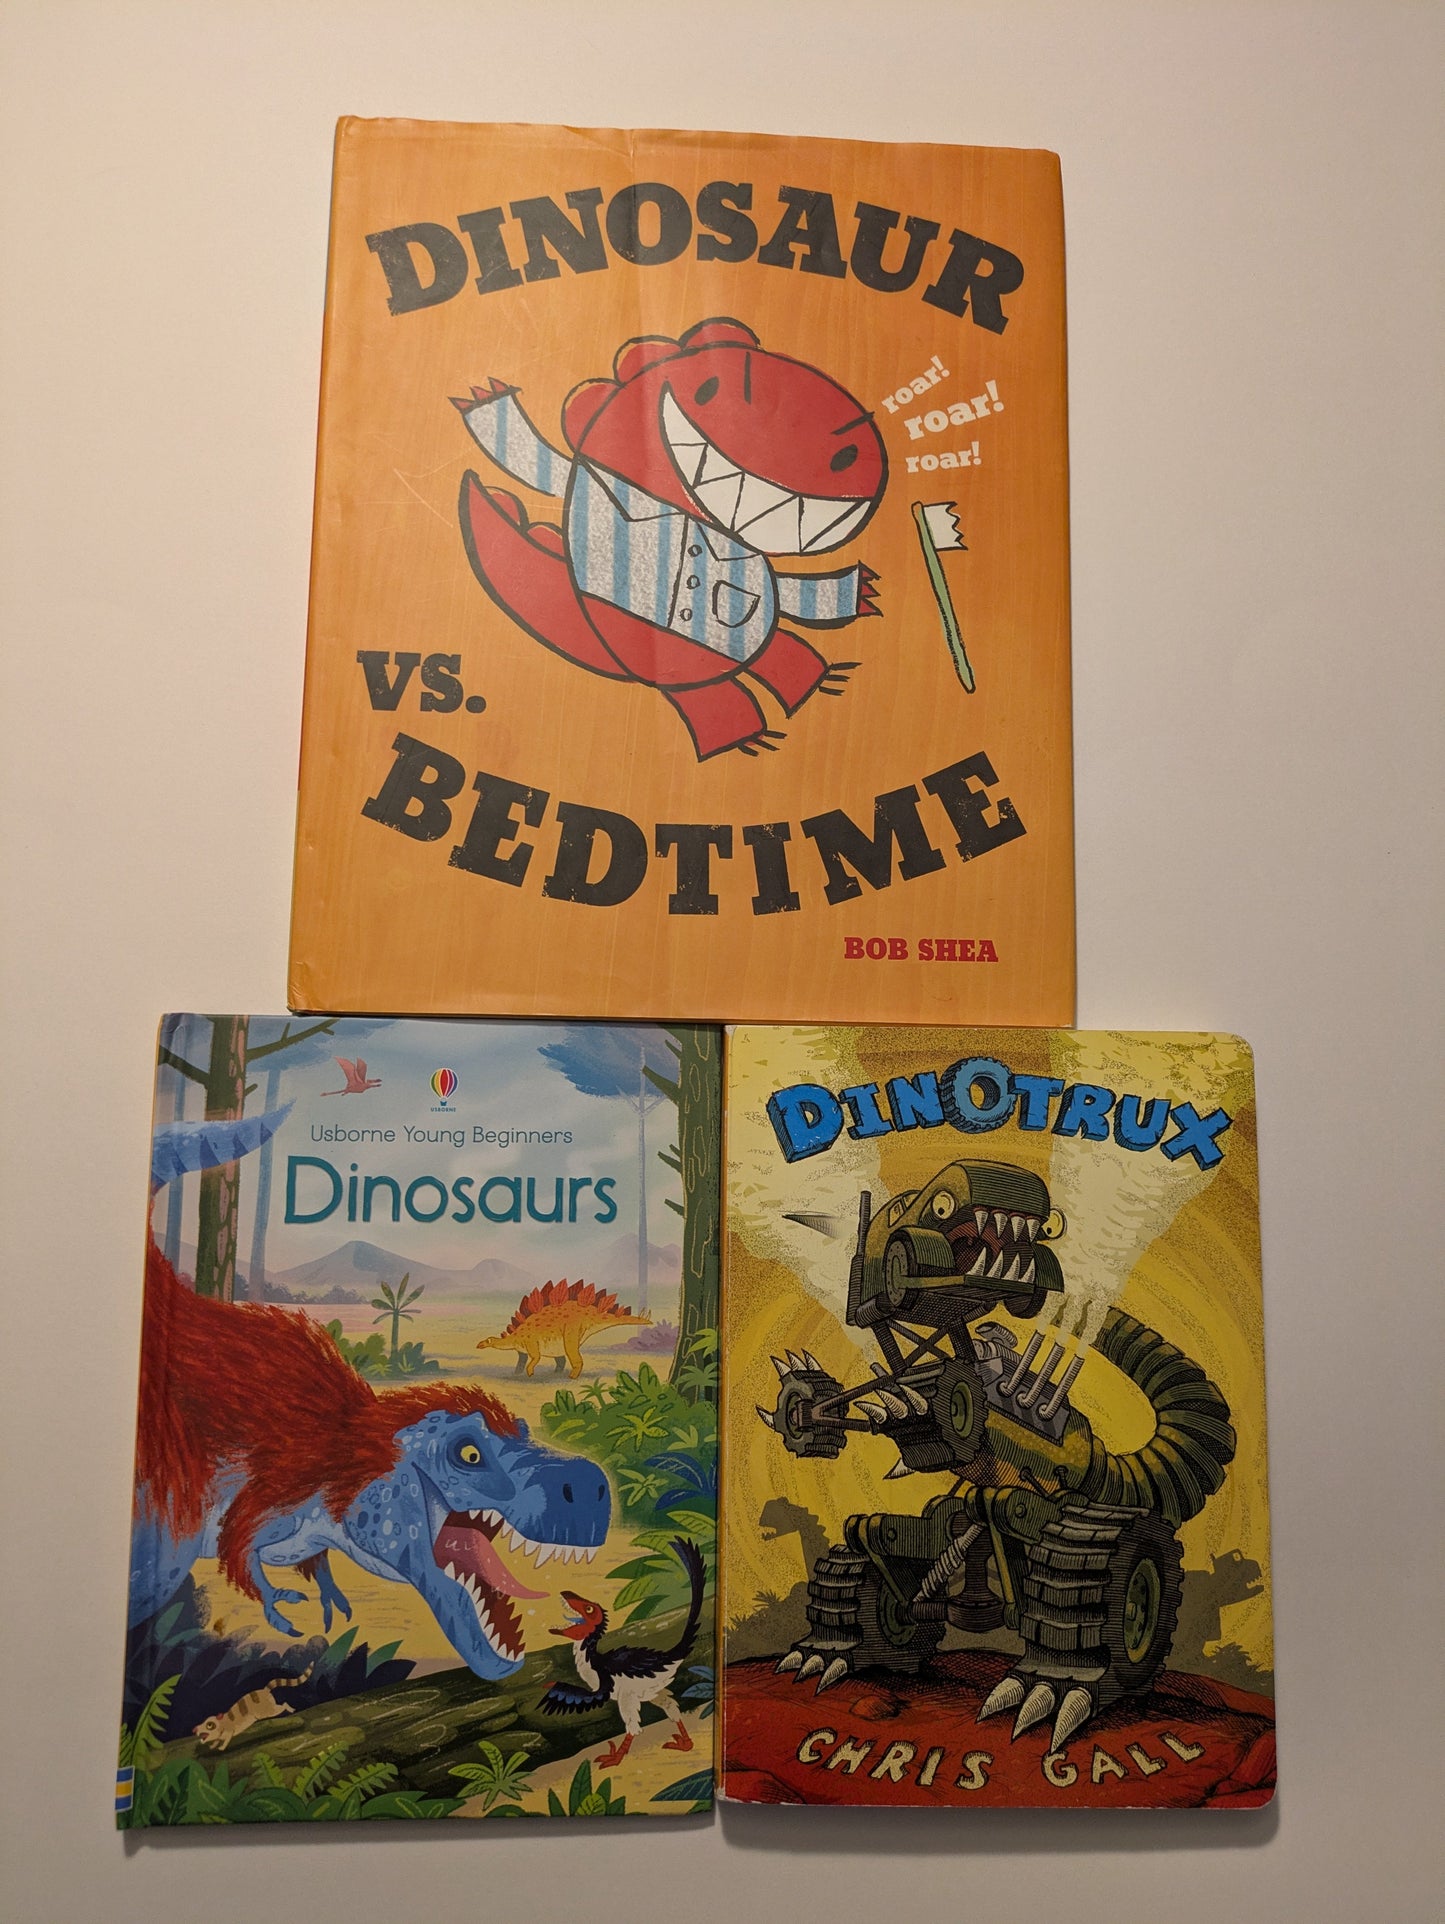 DINOSAUR
roar!
roar!
roar!
VS.
BEDTIME
BOB SHEA
USBORNE
Usborne Young Beginners
Dinosaurs
DINOTRUX
CHRIS GALL